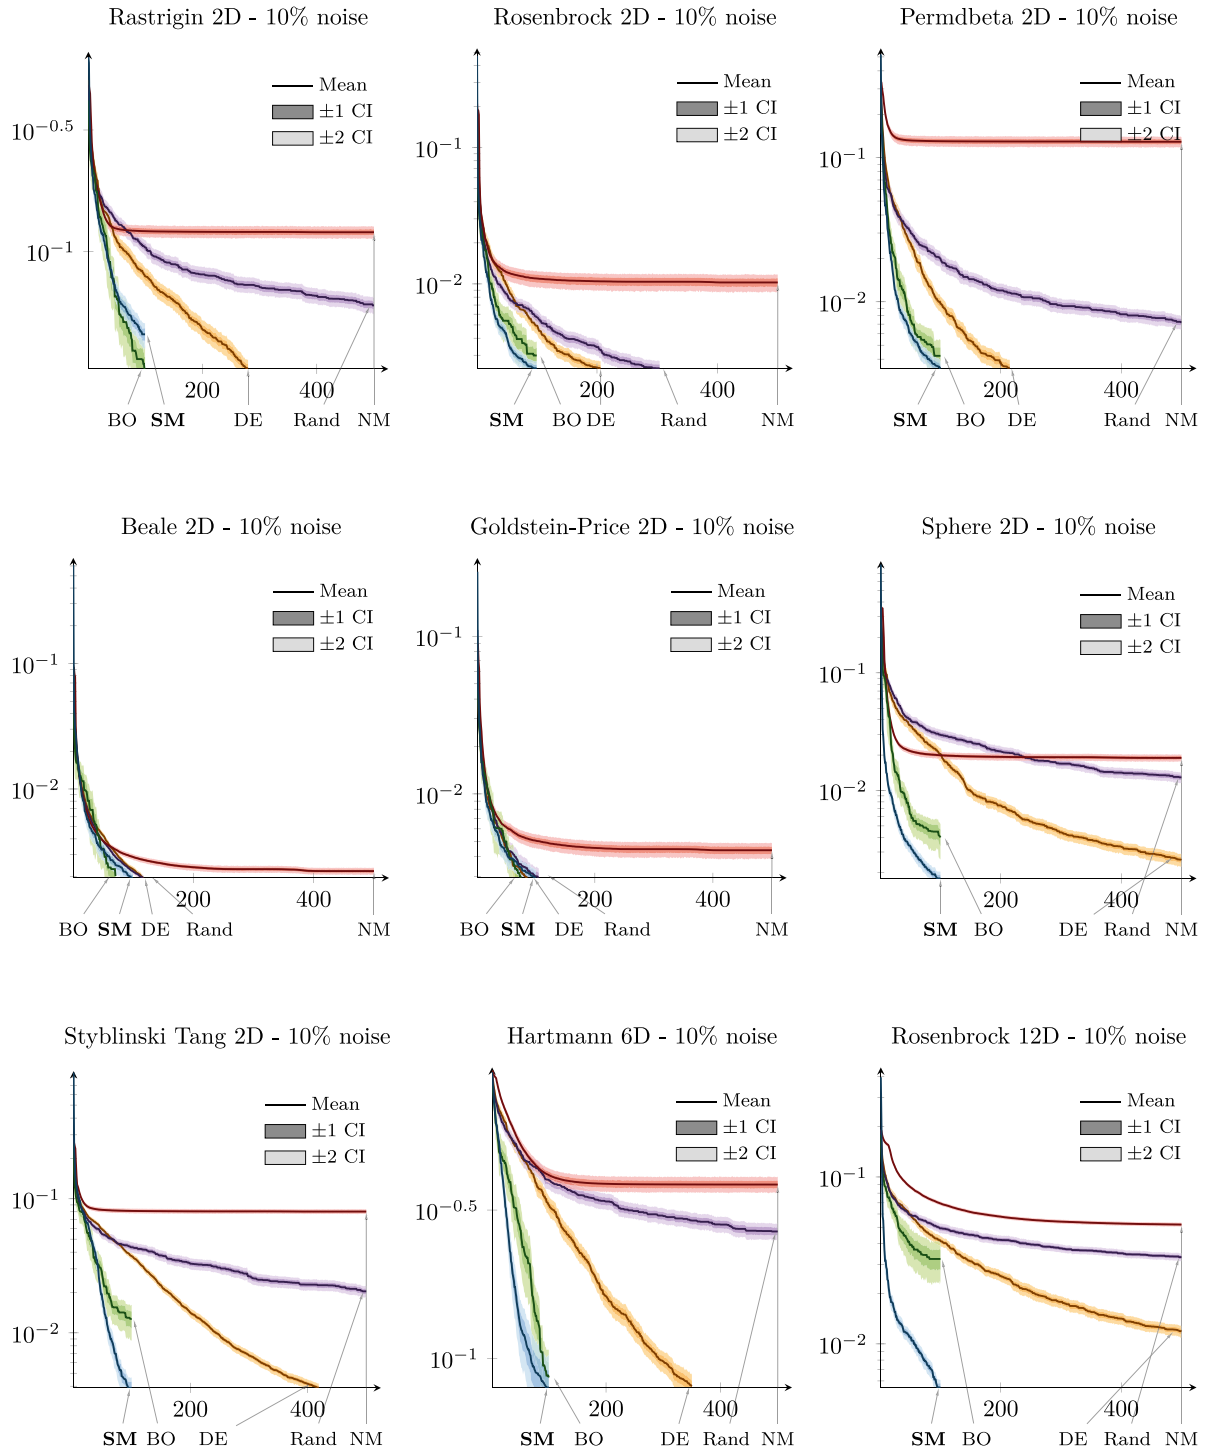 Rastrigin 2D - 10% noise
Mean
±1 CI
±2 CI
10^−0.5
10^−1
200 400
BO SM DE Rand NM
Rosenbrock 2D - 10% noise
Mean
±1 CI
±2 CI
10^−1
10^−2
200 400
SM BO DE Rand NM
Permdbeta 2D - 10% noise
Mean
±1 CI
±2 CI
10^−1
10^−2
200 400
SM BO DE Rand NM
Beale 2D - 10% noise
Mean
±1 CI
±2 CI
10^−1
10^−2
200 400
BO SM DE Rand NM
Goldstein-Price 2D - 10% noise
Mean
±1 CI
±2 CI
10^−1
10^−2
200 400
BO SM DE Rand NM
Sphere 2D - 10% noise
Mean
±1 CI
±2 CI
10^−1
10^−2
200 400
SM BO DE Rand NM
Styblinski Tang 2D - 10% noise
Mean
±1 CI
±2 CI
10^−1
10^−2
200 400
SM BO DE Rand NM
Hartmann 6D - 10% noise
Mean
±1 CI
±2 CI
10^−0.5
10^−1
200 400
SM BO DE Rand NM
Rosenbrock 12D - 10% noise
Mean
±1 CI
±2 CI
10^−1
10^−2
200 400
SM BO DE Rand NM